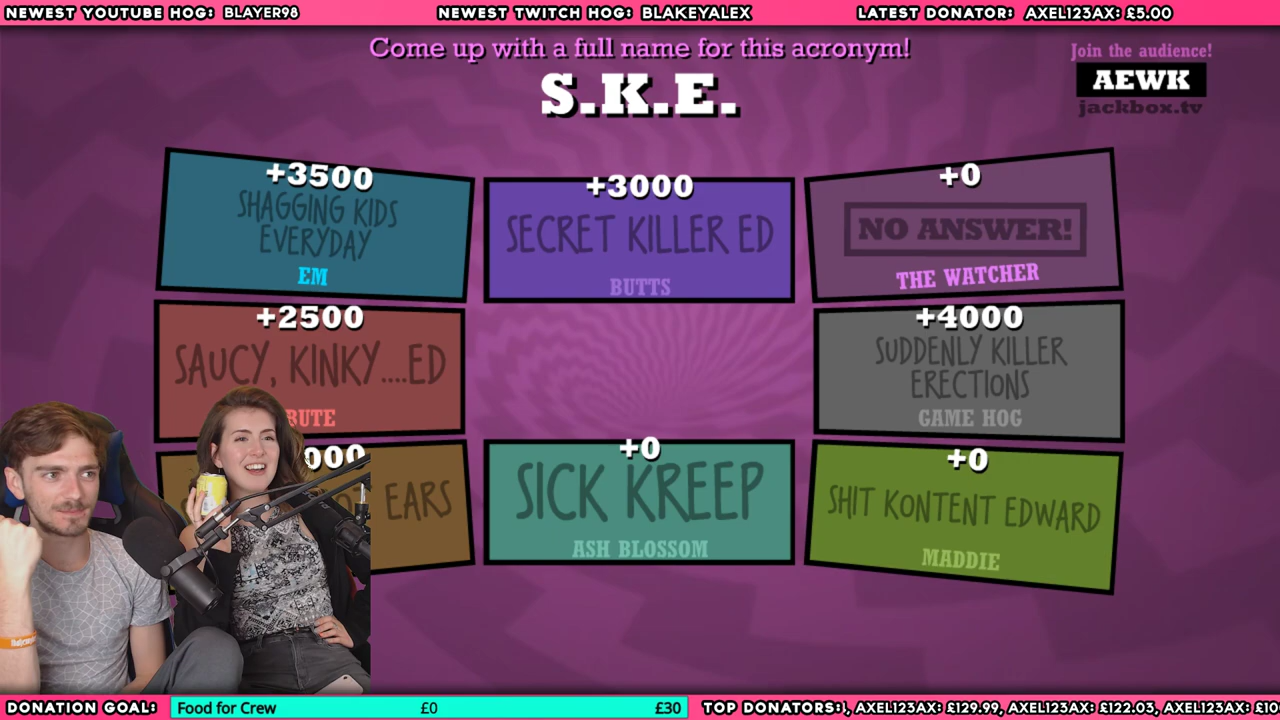 NEWEST YOUTUBE HOG: BLAYER98
NEWEST TWITCH HOG: BLAKEYALEX
LATEST DONATOR: AXEL123AX: £5.00
Come up with a full name for this acronym!
S.K.E.
Join the audience!
AEWK
jackbox.tv
+3500
SHAGGING KIDS
EVERYDAY
EM
+3000
SECRET KILLER ED
BUTTS
+0
NO ANSWER!
THE WATCHER
+2500
SAUCY, KINKY....ED
+4000
SUDDENLY KILLER
ERECTIONS
GAME HOG
EARS
+0
SICK KREEP
ASH BLOSSOM
+0
SHIT KONTENT EDWARD
MADDIE
DONATION GOAL:
Food for Crew £0 £30
TOP DONATORS: AXEL123AX: £129.99, AXEL123AX: £122.03, AXEL123AX: £10